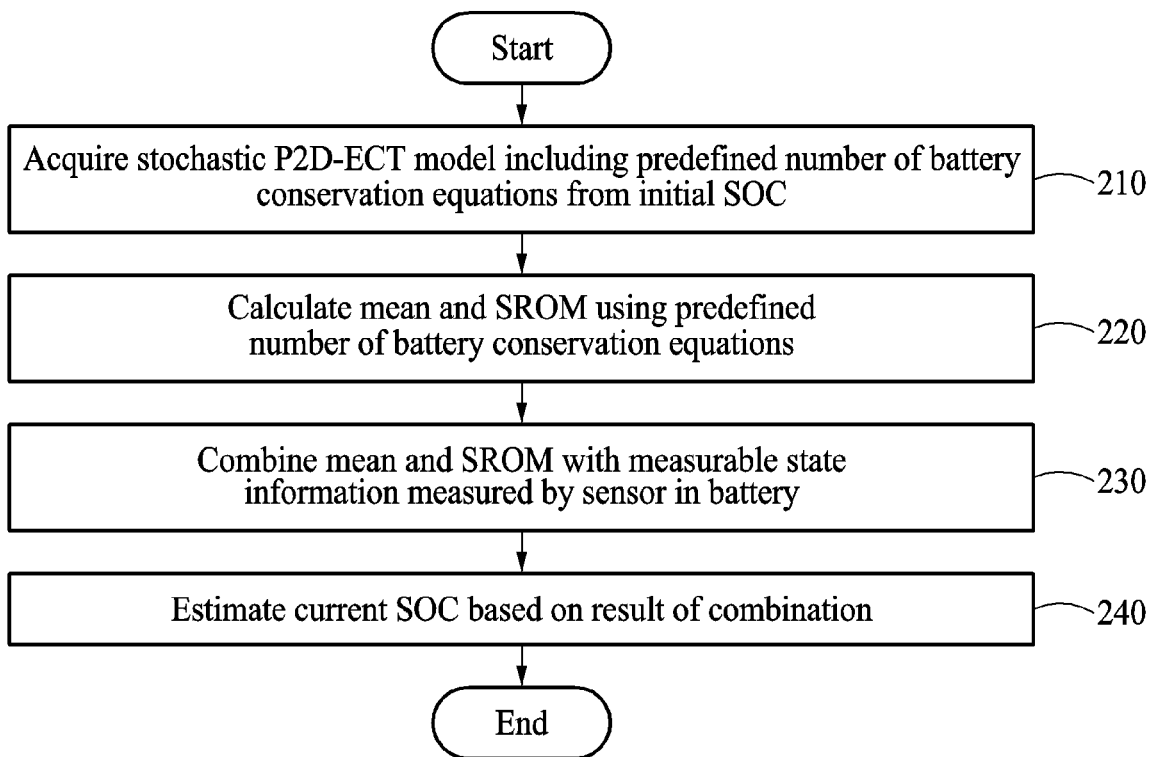 Start
Acquire stochastic P2D-ECT model including predefined number of battery
conservation equations from initial SOC
210
Calculate mean and SROM using predefined
number of battery conservation equations
220
Combine mean and SROM with measurable state
information measured by sensor in battery
230
Estimate current SOC based on result of combination
240
End